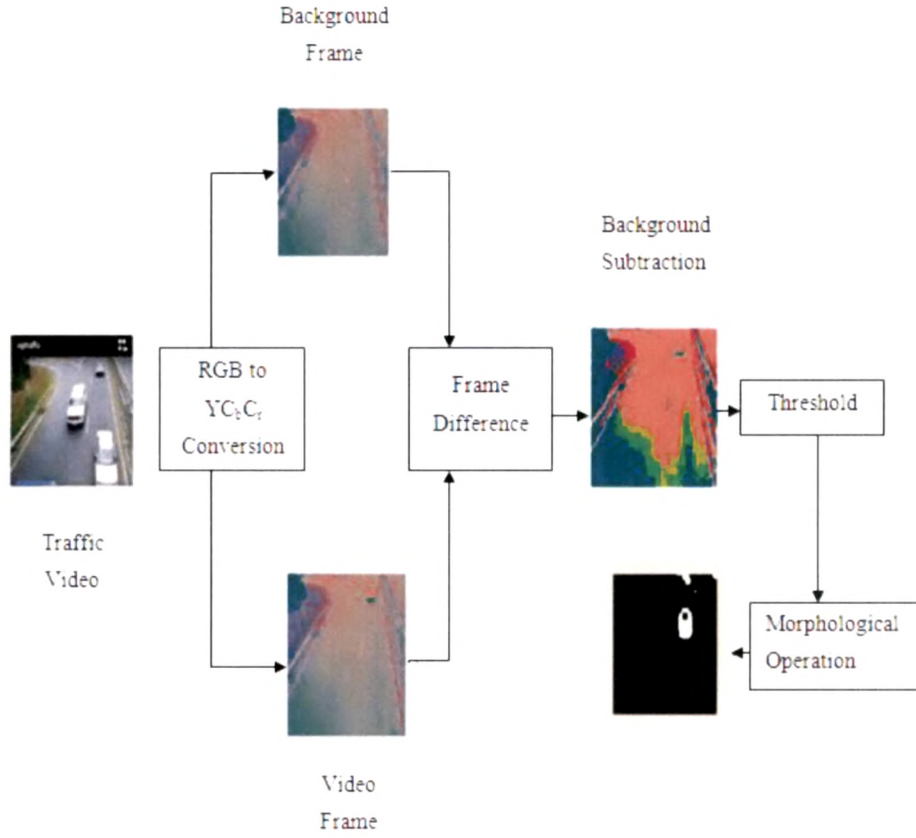 Background
Frame
Background
Subtraction
RGB to
YCbCr
Conversion
Frame
Difference
Threshold
Traffic
Video
Morphological
Operation
Video
Frame